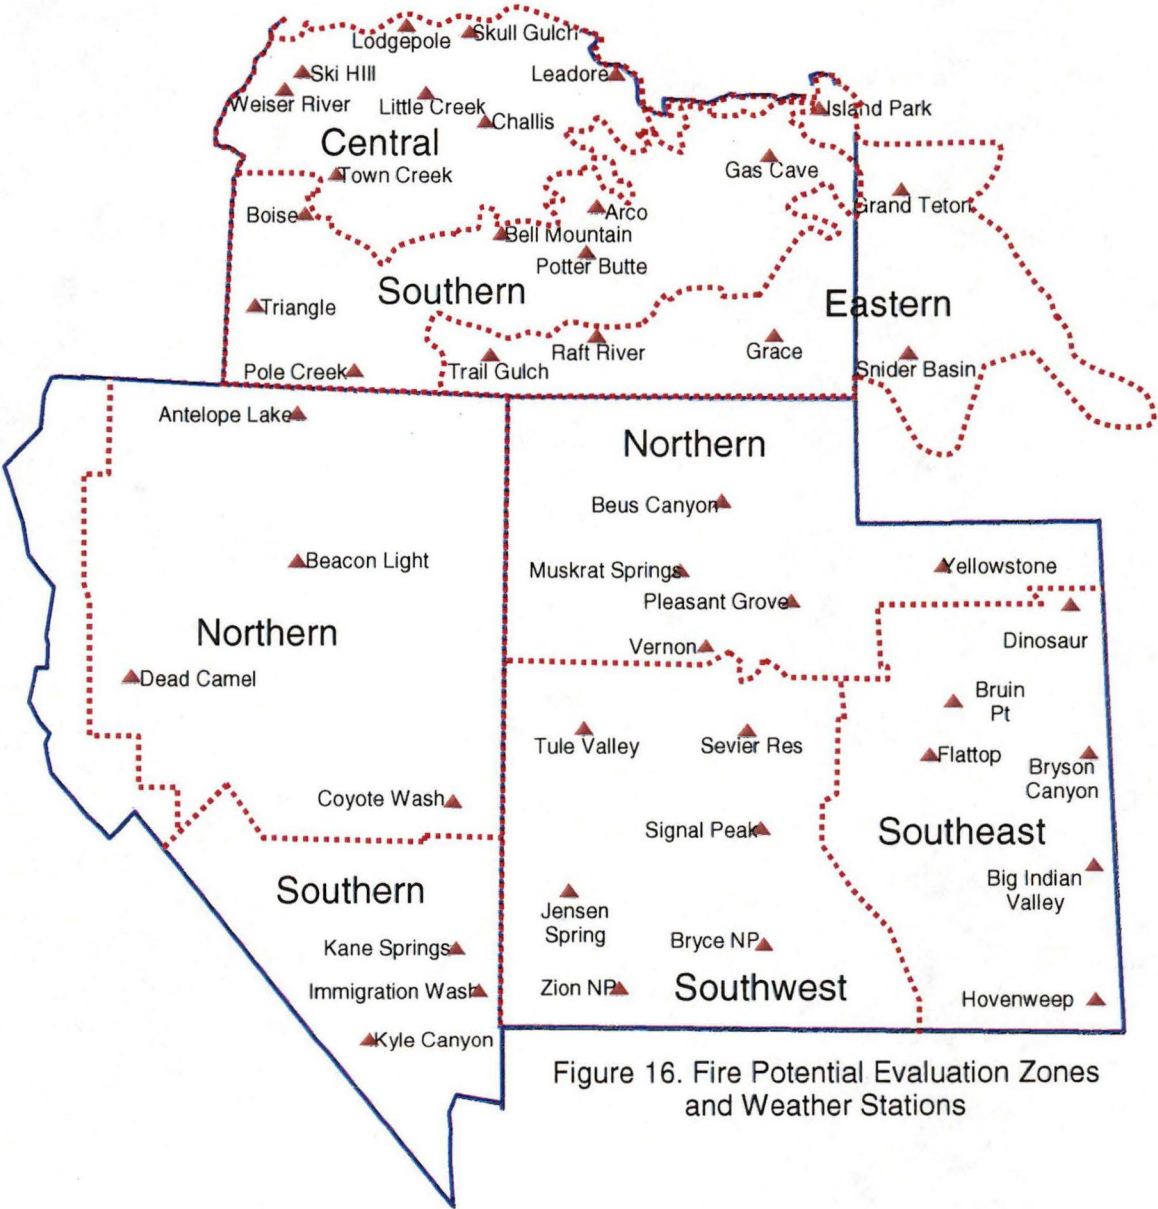 Lodgepole
Skull Gulch
Ski HIll
Leadore
Weiser River
Little Creek
Island Park
Challis
Central
Gas Cave
Town Creek
Grand Teton
Boise
Arco
Bell Mountain
Potter Butte
Southern
Eastern
Triangle
Raft River
Grace
Pole Creek
Trail Gulch
Snider Basin
Antelope Lake
Northern
Beus Canyon
Beacon Light
Muskrat Springs
Yellowstone
Pleasant Grove
Northern
Vernon
Dinosaur
Dead Camel
Bruin
Pt
Tule Valley
Sevier Res
Flattop
Bryson
Canyon
Coyote Wash
Signal Peak
Southeast
Southern
Big Indian
Valley
Jensen
Spring
Kane Springs
Bryce NP
Immigration Wash
Zion NP
Southwest
Hovenweep
Kyle Canyon
Figure 16. Fire Potential Evaluation Zones
and Weather Stations